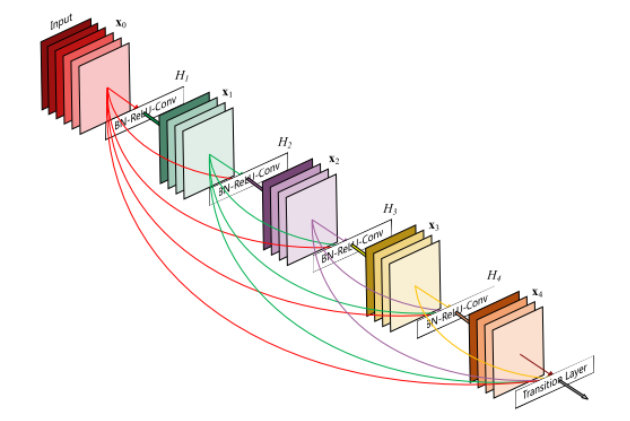 Input
x0
H1
BN-ReLU-Conv
x1
H2
BN-ReLU-Conv
x2
H3
BN-ReLU-Conv
x3
H4
BN-ReLU-Conv
x4
Transition Layer